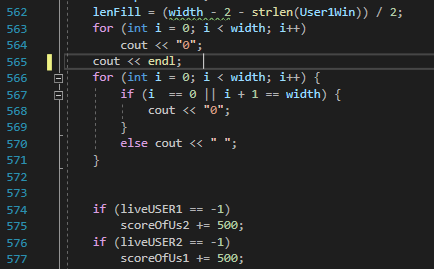 562 lenFill = (width - 2 - strlen(User1Win)) / 2;
563 for (int i = 0; i < width; i++)
564 cout << "0";
565 cout << endl;
566 for (int i = 0; i < width; i++) {
567 if (i  == 0 || i + 1 == width) {
568 cout << "0";
569 }
570 else cout << " ";
571 }
572
573
574 if (liveUSER1 == -1)
575 scoreOfUs2 += 500;
576 if (liveUSER2 == -1)
577 scoreOfUs1 += 500;